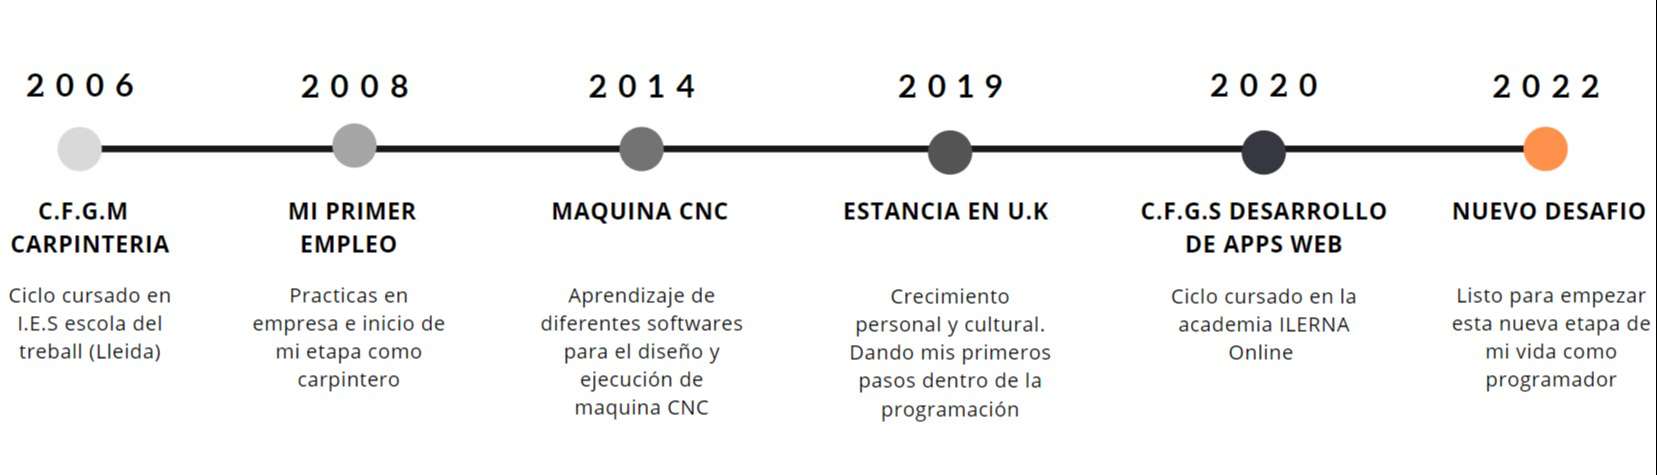 2006
C.F.G.M
CARPINTERIA
Ciclo cursado en
I.E.S escola del
treball (Lleida)
2008
MI PRIMER
EMPLEO
Practicas en
empresa e inicio de
mi etapa como
carpintero
2014
MAQUINA CNC
Aprendizaje de
diferentes softwares
para el diseño y
ejecución de
maquina CNC
2019
ESTANCIA EN U.K
Crecimiento
personal y cultural.
Dando mis primeros
pasos dentro de la
programación
2020
C.F.G.S DESARROLLO
DE APPS WEB
Ciclo cursado en la
academia ILERNA
Online
2022
NUEVO DESAFIO
Listo para empezar
esta nueva etapa de
mi vida como
programador